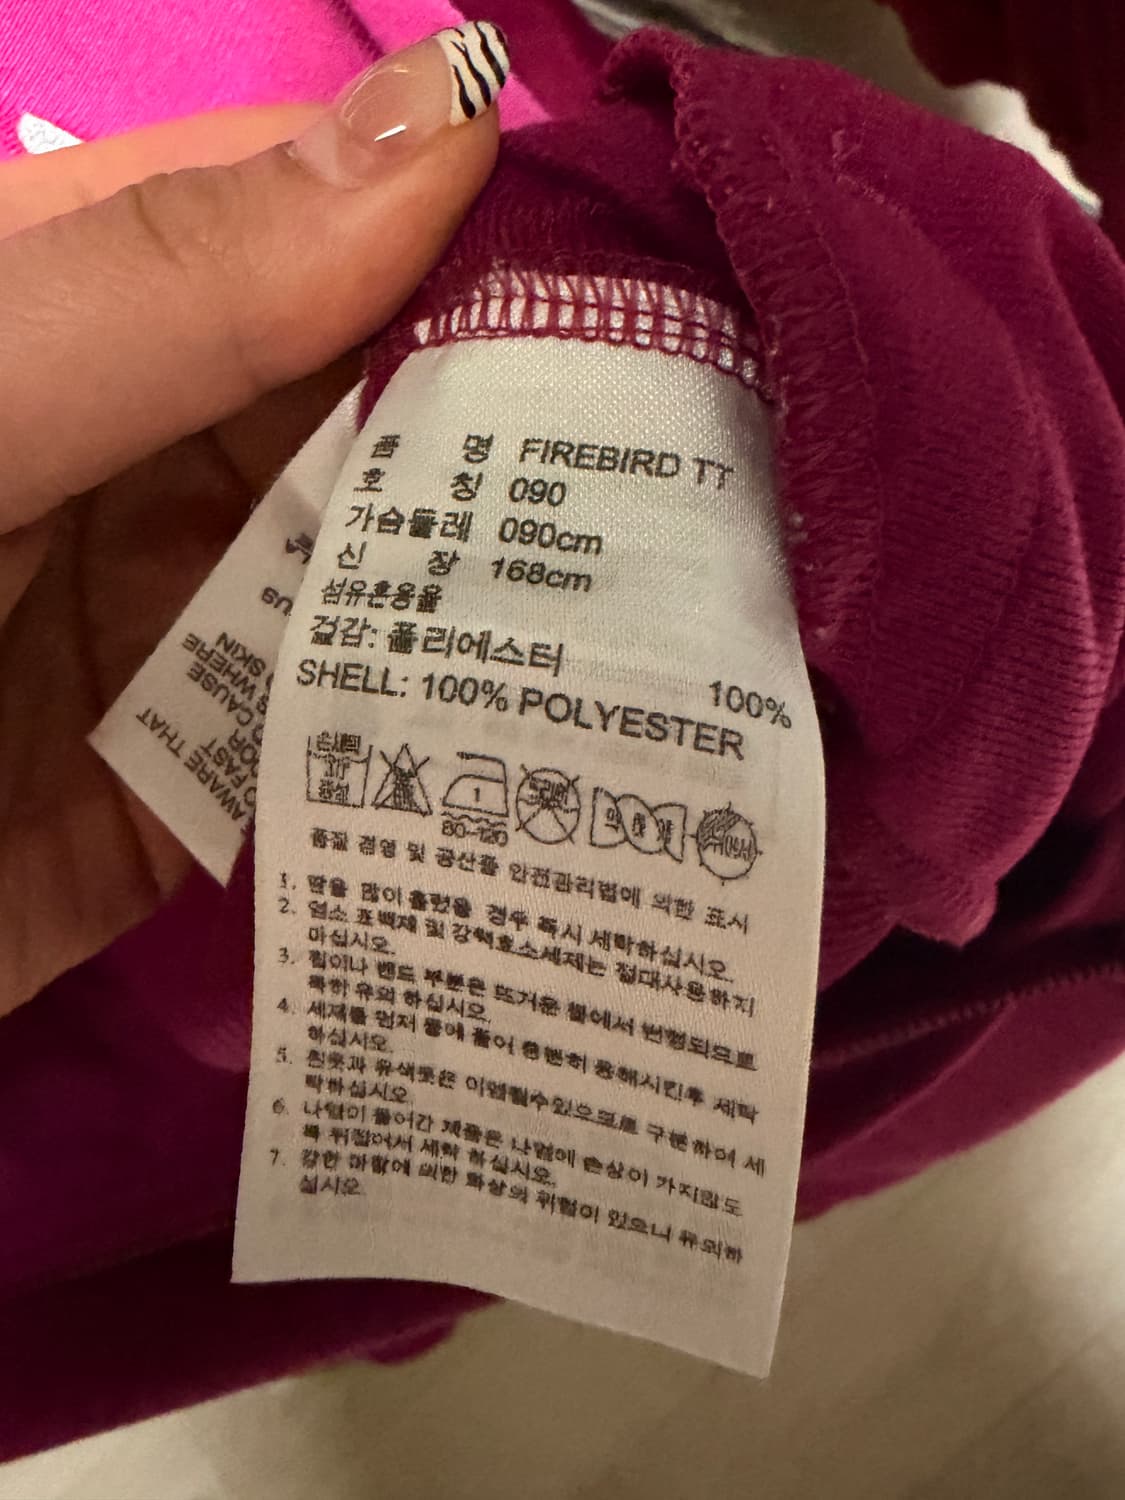 품 명 FIREBIRD TT
호 칭 090
가슴둘레 090cm
신 장 168cm
섬유혼용율
겉감: 폴리에스터 100%
SHELL: 100% POLYESTER
80-120
품질 경영 및 공산품 안전관리법에 의한 표시
1. 땀을 많이 흘렸을 경우 즉시 세탁하십시오.
2. 염소 표백제 및 강력효소세제는 절대사용하지
마십시오.
3. 립이나 밴드 부분은 뜨거운 물에서 변형되므로
특히 유의 하십시오.
4. 세제를 먼저 물에 풀어 충분히 용해시킨후 세탁
하십시오.
5. 흰옷과 유색옷은 이염될수있으므로 구분하여 세
탁하십시오
6. 나염이 들어간 제품은 나염에 손상이 가지않도
록 뒤집어서 세탁 하십시오.
7. 강한 마찰에 의한 화상의 위험이 있으니 유의하
십시오
SKIN
WHERE
CAUSE
FAST
AWARE THAT